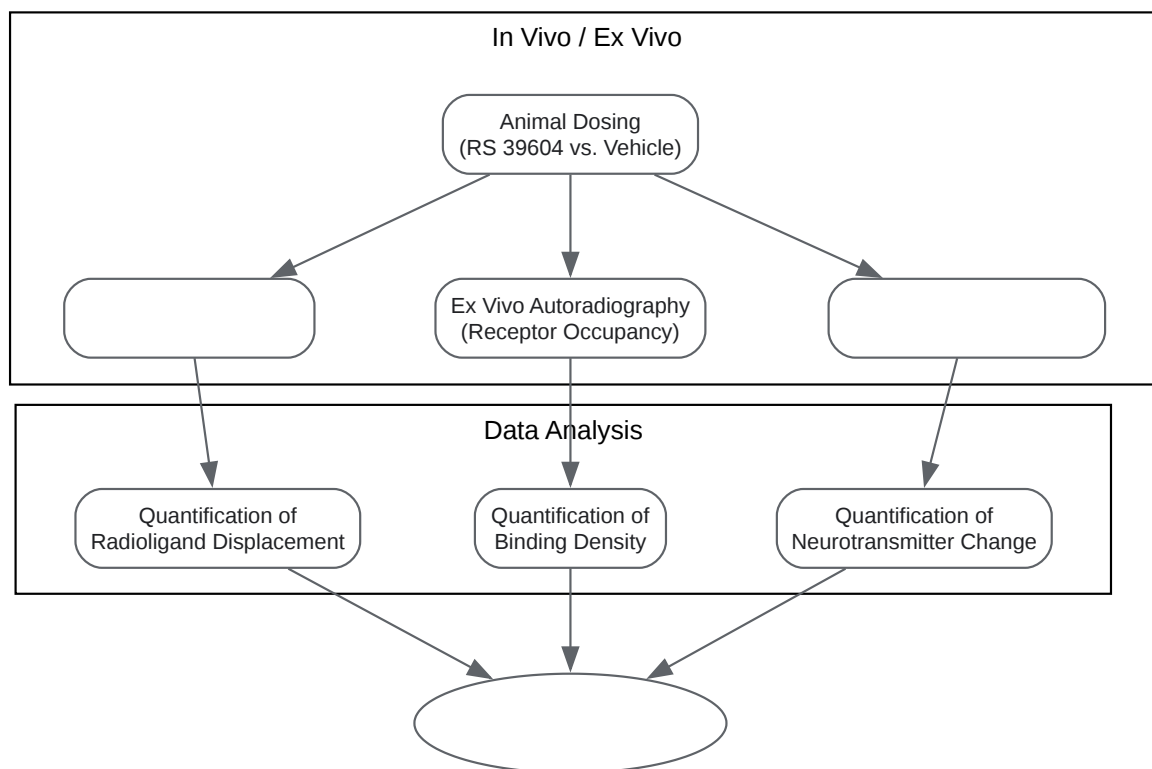 In Vivo / Ex Vivo
Animal Dosing
(RS 39604 vs. Vehicle)
Ex Vivo Autoradiography
(Receptor Occupancy)
Data Analysis
Quantification of
Radioligand Displacement
Quantification of
Binding Density
Quantification of
Neurotransmitter Change